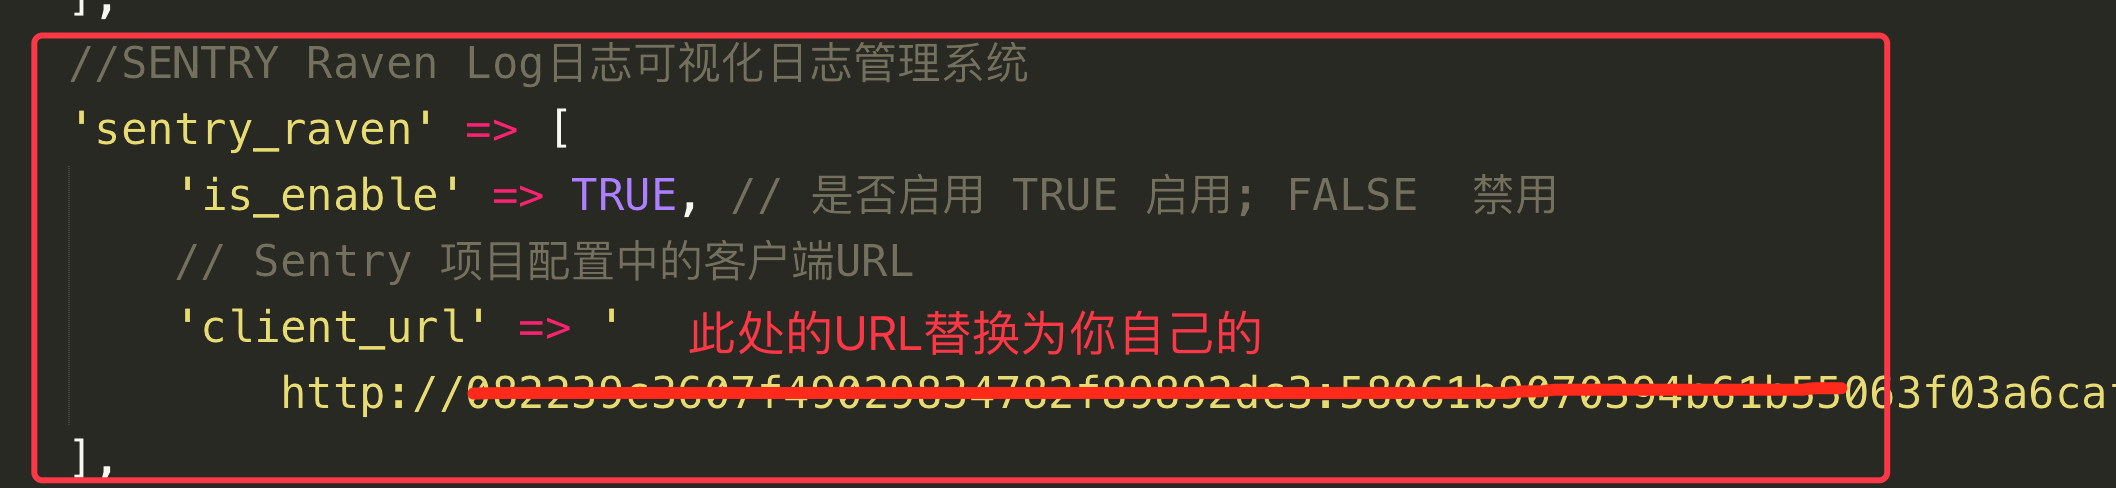 ],
//SENTRY Raven Log日志可视化日志管理系统
'sentry_raven' => [
'is_enable' => TRUE, // 是否启用 TRUE 启用; FALSE 禁用
// Sentry 项目配置中的客户端URL
'client_url' => ' 此处的URL替换为你自己的
http://
],